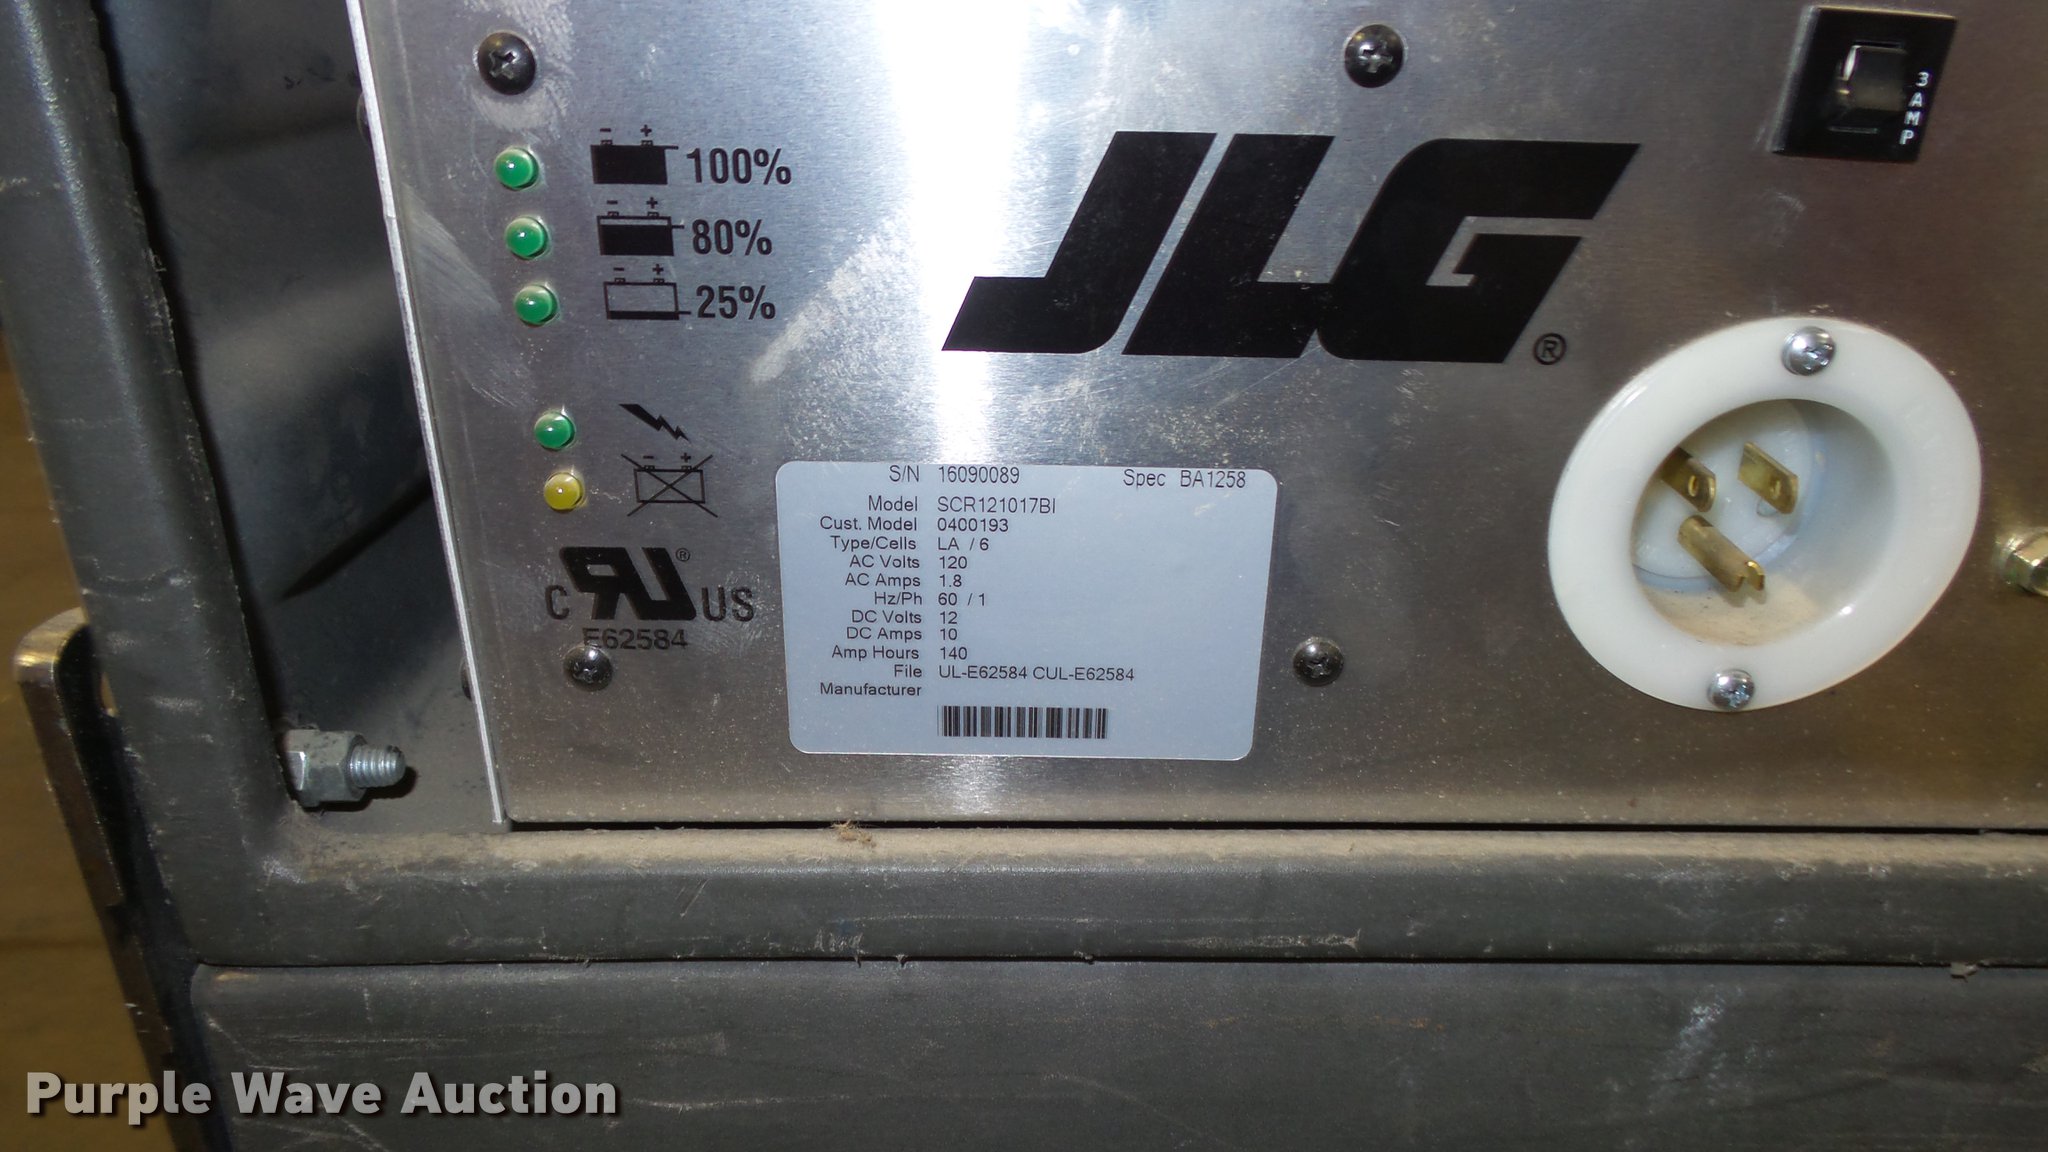 3 AMP
100%
80%
25%
JLG®
S/N 16090089 Spec BA1258
Model SCR121017BI
Cust. Model 0400193
Type/Cells LA / 6
AC Volts 120
AC Amps 1.8
Hz/Ph 60 / 1
DC Volts 12
DC Amps 10
Amp Hours 140
File UL-E62584 CUL-E62584
Manufacturer
C RU® US
E62584
Purple Wave Auction